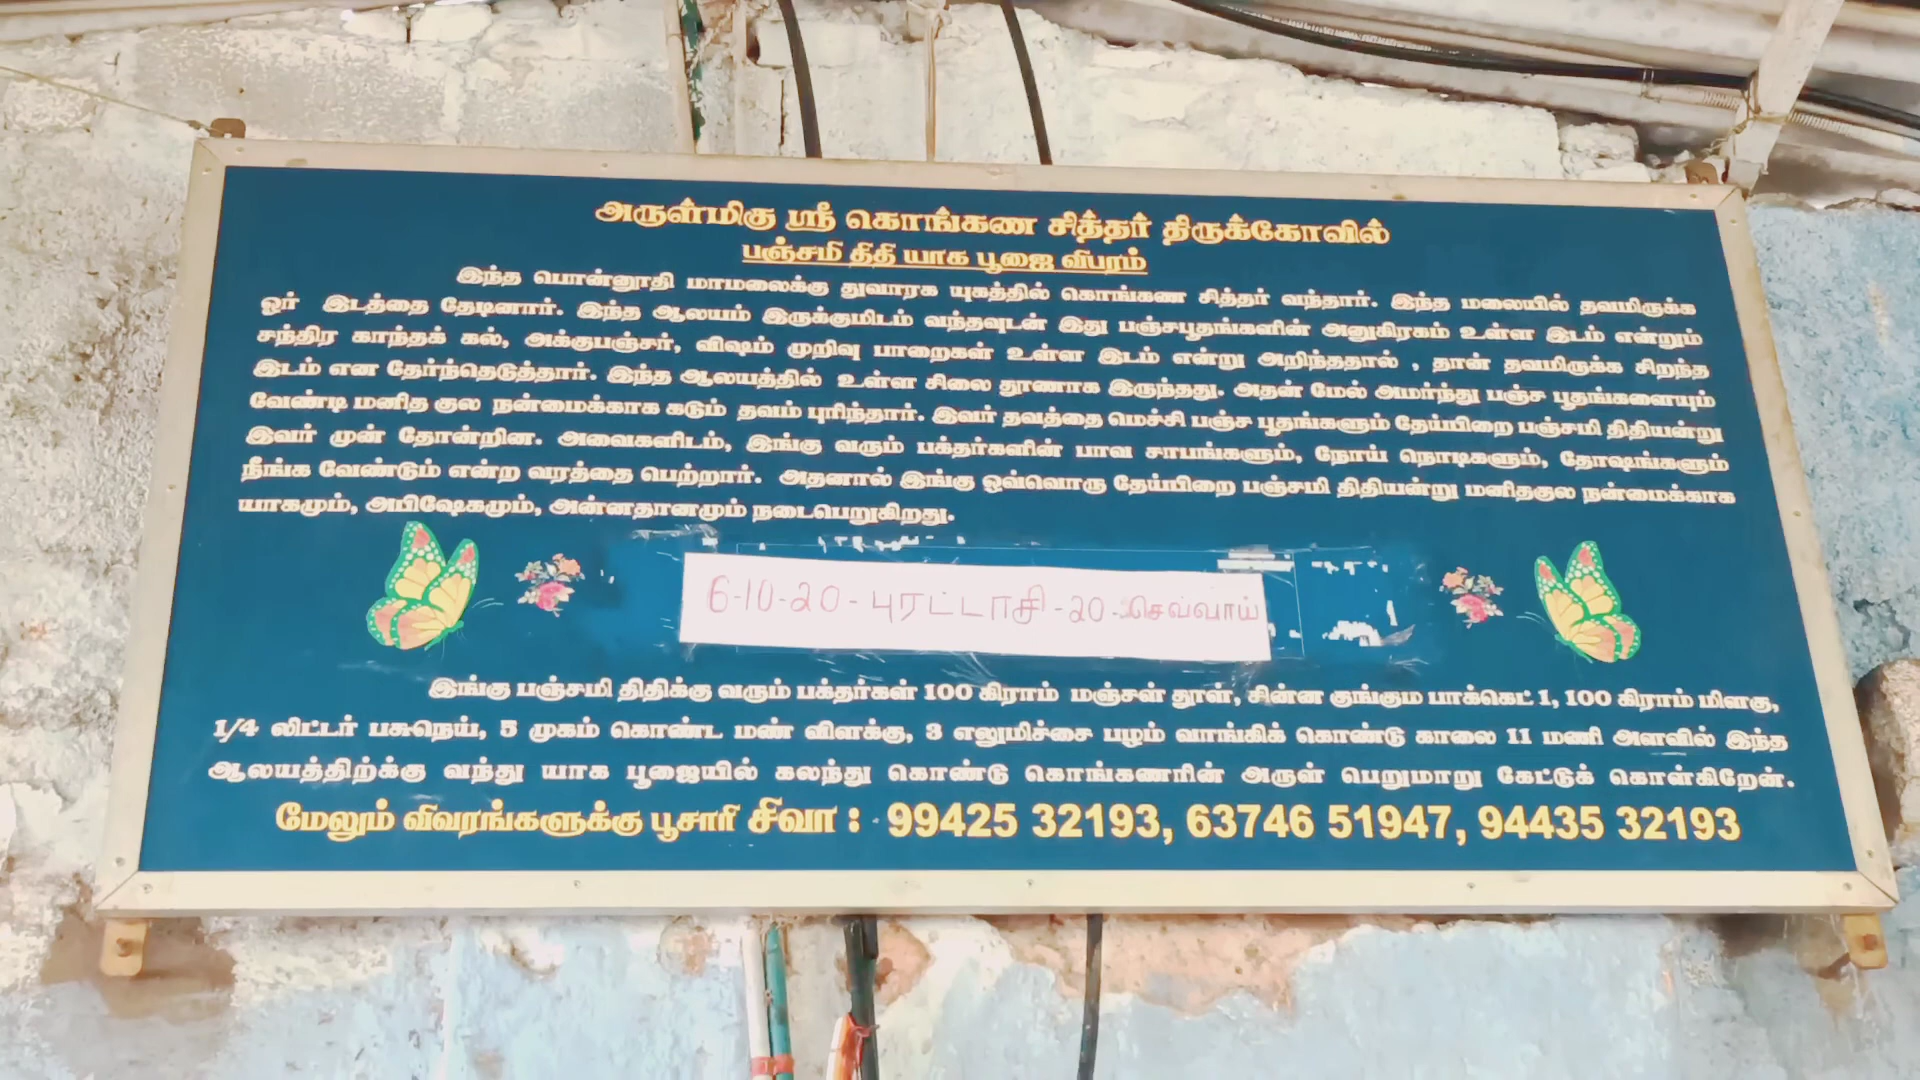 அருள்மிகு ஸ்ரீ கொங்கண சித்தர் திருக்கோவில்
பஞ்சமி திதி யாக பூஜை விபரம்
இந்த பொன்னூதி மாமலைக்கு துவாரக யுகத்தில் கொங்கண சித்தர் வந்தார். இந்த மலையில் தவமிருக்க
ஓர் இடத்தை தேடினார். இந்த ஆலயம் இருக்குமிடம் வந்தவுடன் இது பஞ்சபூதங்களின் அனுகிரகம் உள்ள இடம் என்றும்
சந்திர காந்தக் கல், அக்குபஞ்சர், விஷம் முறிவு பாறைகள் உள்ள இடம் என்று அறிந்ததால் , தான் தவமிருக்க சிறந்த
இடம் என தேர்ந்தெடுத்தார். இந்த ஆலயத்தில் உள்ள சிலை தூணாக இருந்தது. அதன் மேல் அமர்ந்து பஞ்ச பூதங்களையும்
வேண்டி மனித குல நன்மைக்காக கடும் தவம் புரிந்தார். இவர் தவத்தை மெச்சி பஞ்ச பூதங்களும் தேய்பிறை பஞ்சமி திதியன்று
இவர் முன் தோன்றின. அவைகளிடம், இங்கு வரும் பக்தர்களின் பாவ சாபங்களும், நோய் நொடிகளும், தோஷங்களும்
நீங்க வேண்டும் என்ற வரத்தை பெற்றார். அதனால் இங்கு ஒவ்வொரு தேய்பிறை பஞ்சமி திதியன்று மனிதகுல நன்மைக்காக
யாகமும், அபிஷேகமும், அன்னதானமும் நடைபெறுகிறது.
6-10-20 - புரட்டாசி - 20 - செவ்வாய்
இங்கு பஞ்சமி திதிக்கு வரும் பக்தர்கள் 100 கிராம் மஞ்சள் தூள், சின்ன குங்கும பாக்கெட் 1, 100 கிராம் மிளகு,
1/4 லிட்டர் பசுநெய், 5 முகம் கொண்ட மண் விளக்கு, 3 எலுமிச்சை பழம் வாங்கிக் கொண்டு காலை 11 மணி அளவில் இந்த
ஆலயத்திற்க்கு வந்து யாக பூஜையில் கலந்து கொண்டு கொங்கணரின் அருள் பெறுமாறு கேட்டுக் கொள்கிறேன்.
மேலும் விவரங்களுக்கு பூசாரி சிவா : 99425 32193, 63746 51947, 94435 32193